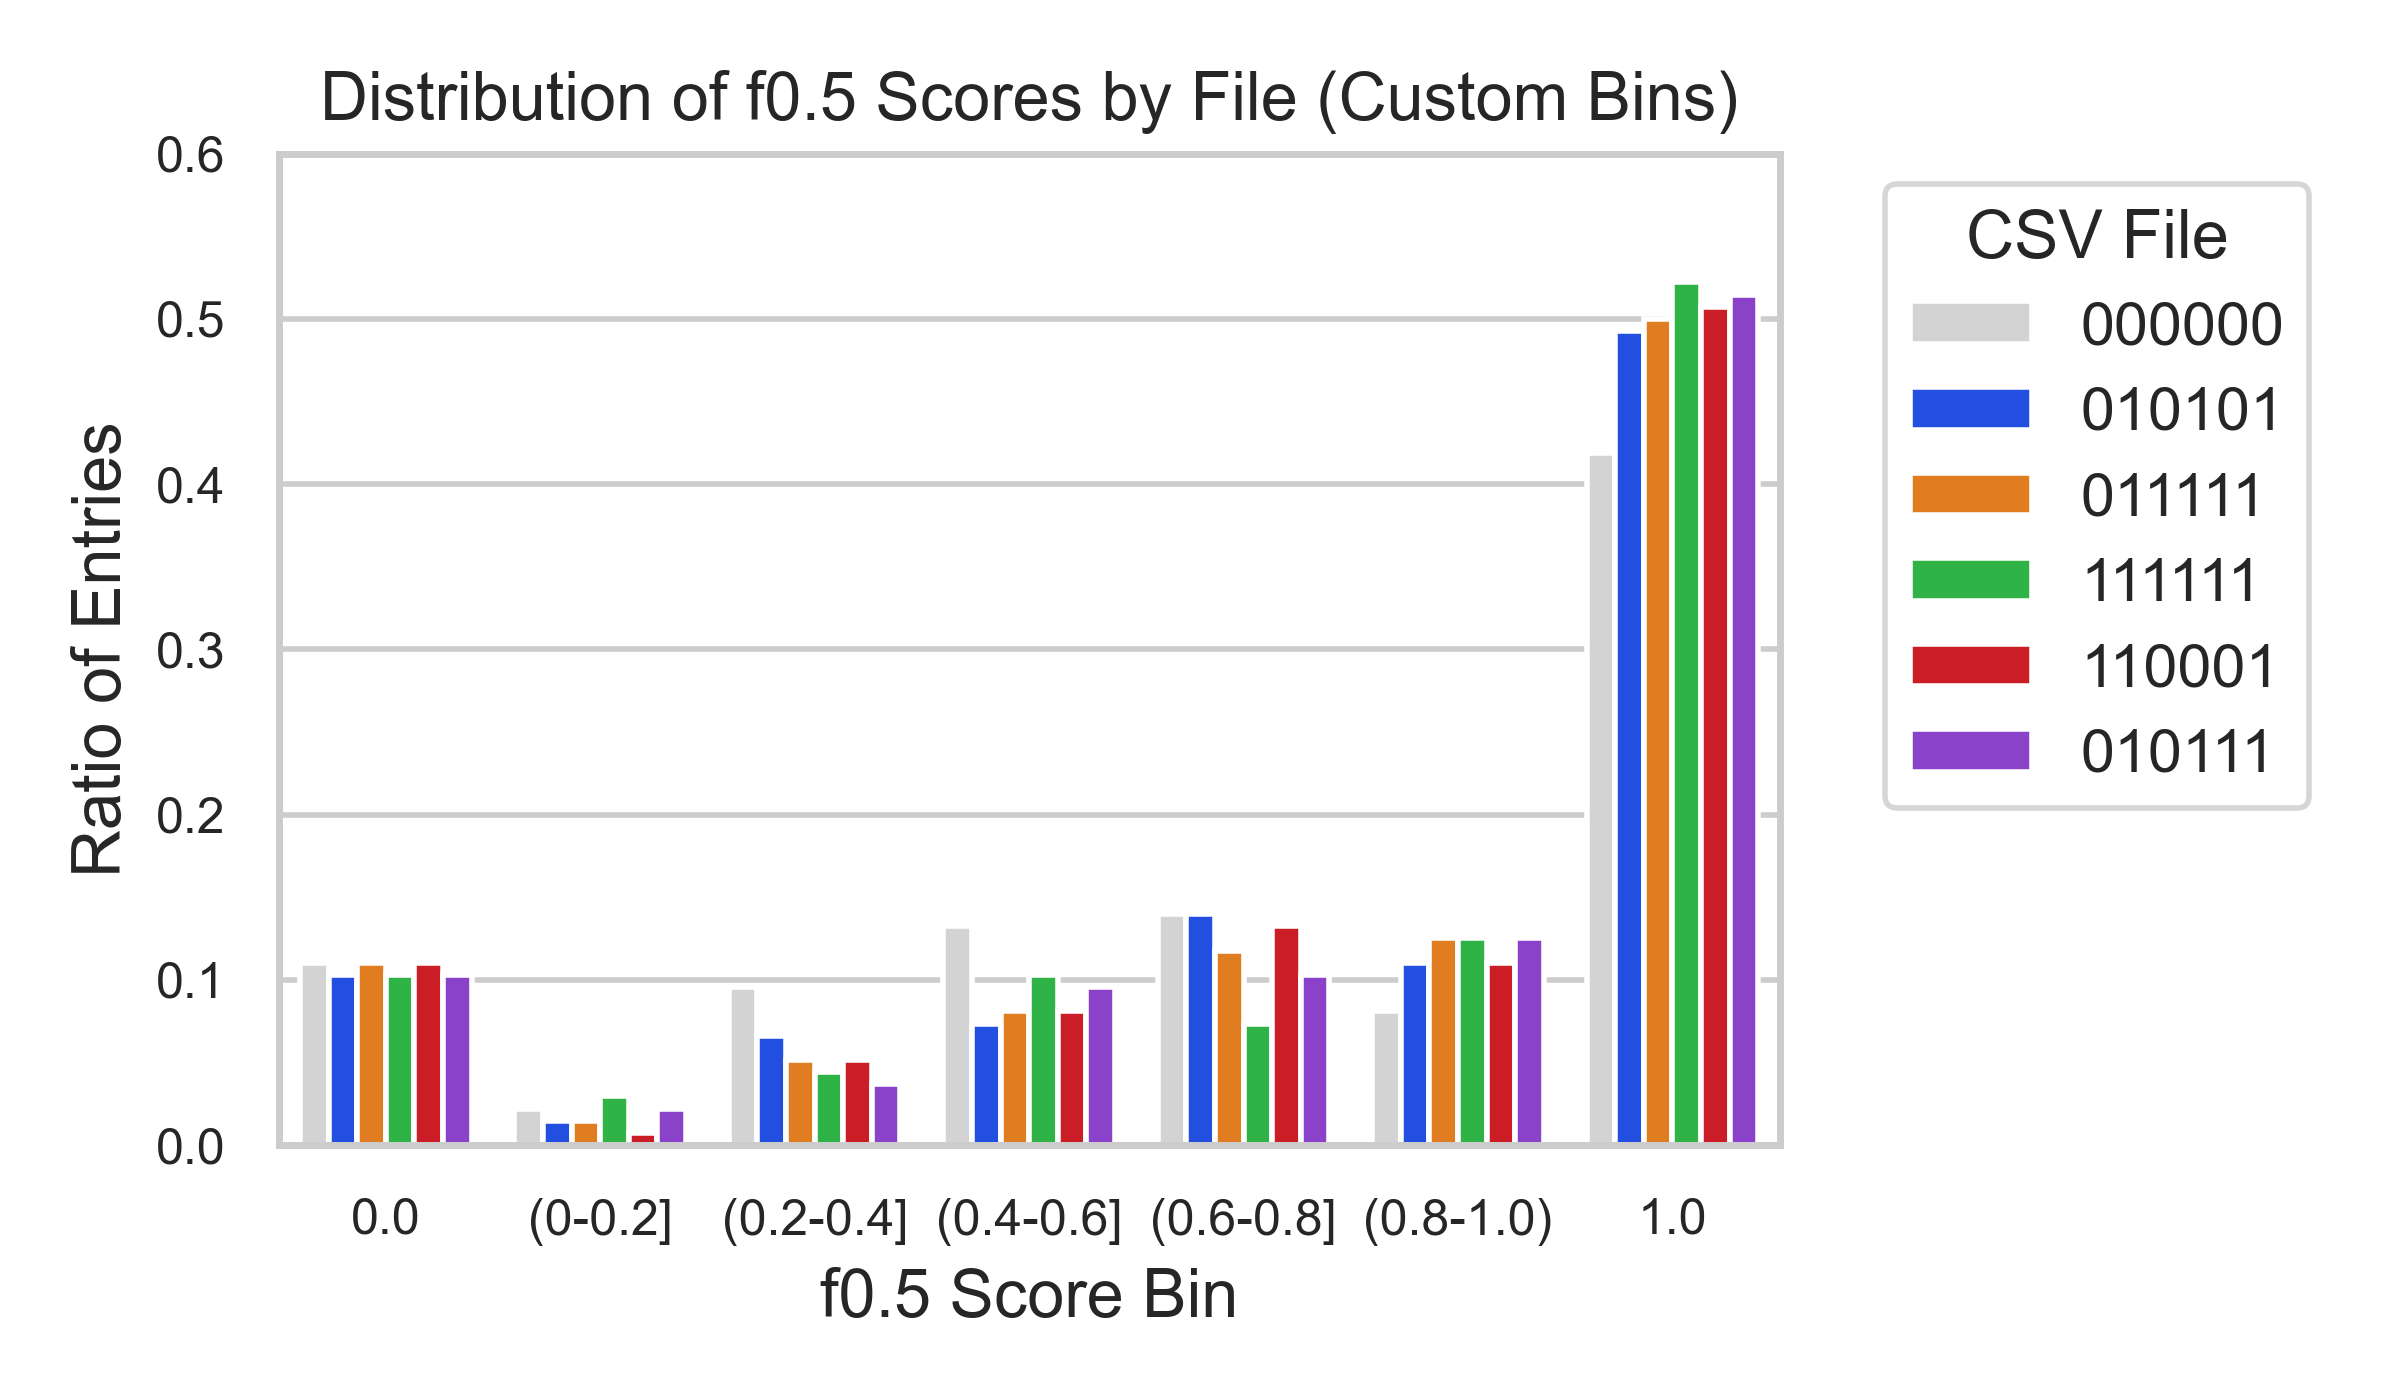 Distribution of f0.5 Scores by File (Custom Bins)
0.6
0.5
0.4
0.3
0.2
0.1
0.0
Ratio of Entries
0.0 (0-0.2] (0.2-0.4] (0.4-0.6] (0.6-0.8] (0.8-1.0) 1.0
f0.5 Score Bin
CSV File
000000
010101
011111
111111
110001
010111